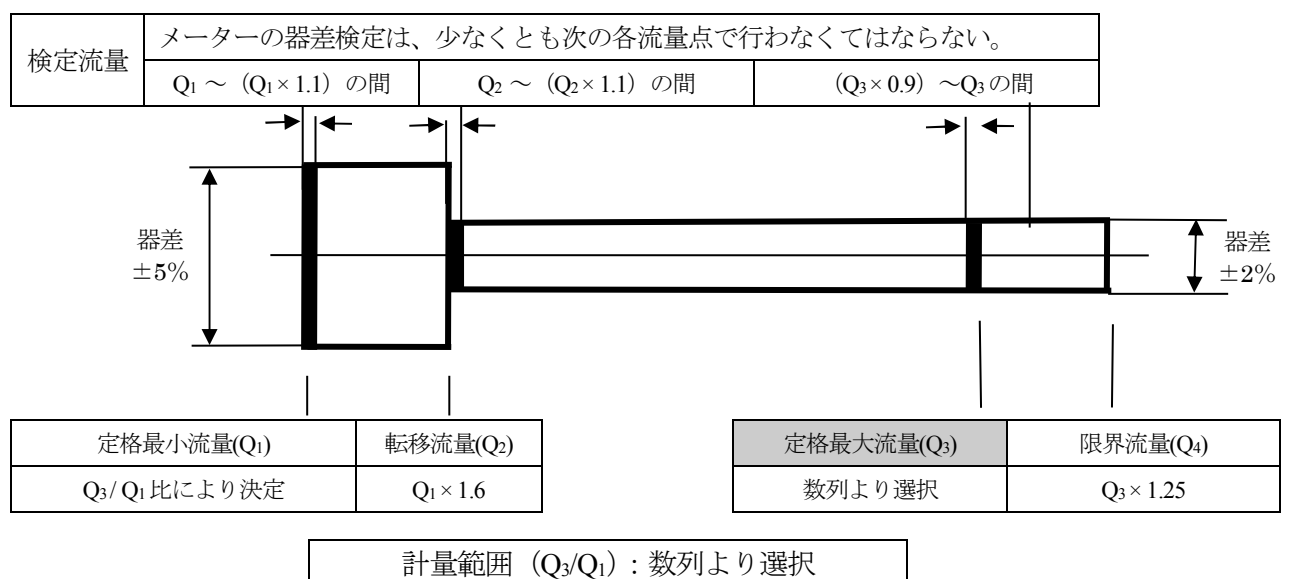 検定流量
メーターの器差検定は、少なくとも次の各流量点で行わなくてはならない。
Q₁ ～（Q₁×1.1）の間
Q₂ ～（Q₂×1.1）の間
（Q₃×0.9）～Q₃の間
器差
±5%
器差
±2%
定格最小流量(Q₁)
転移流量(Q₂)
Q₃/Q₁比により決定
Q₁×1.6
定格最大流量(Q₃)
限界流量(Q₄)
数列より選択
Q₃×1.25
計量範囲（Q₃/Q₁）：数列より選択